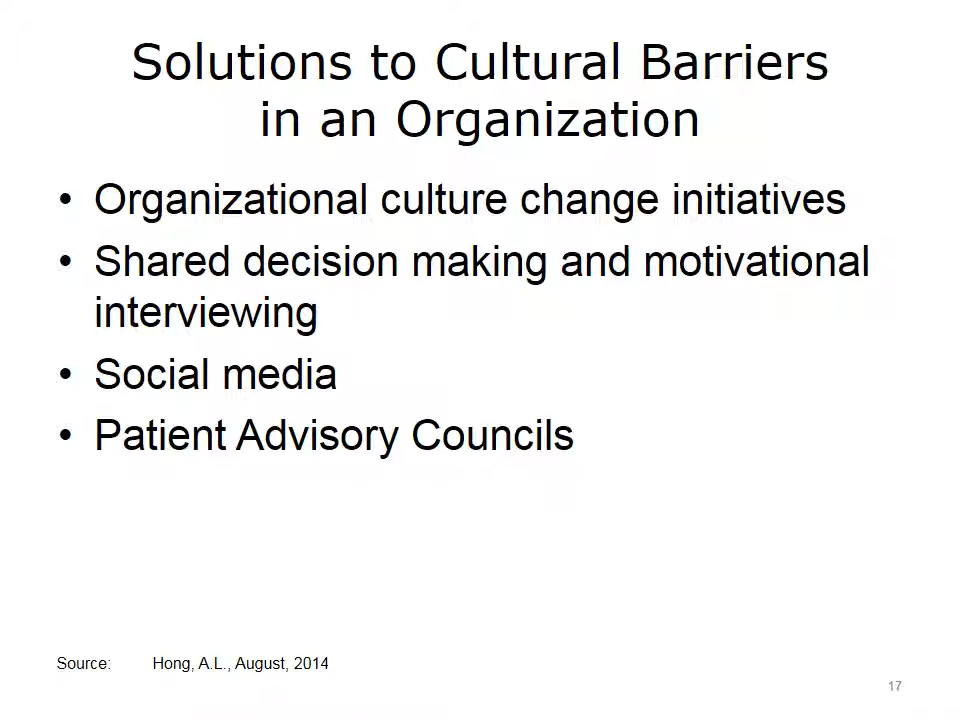 Solutions to Cultural Barriers
in an Organization
• Organizational culture change initiatives
• Shared decision making and motivational
interviewing
• Social media
• Patient Advisory Councils
Source: Hong, A.L., August, 2014
17